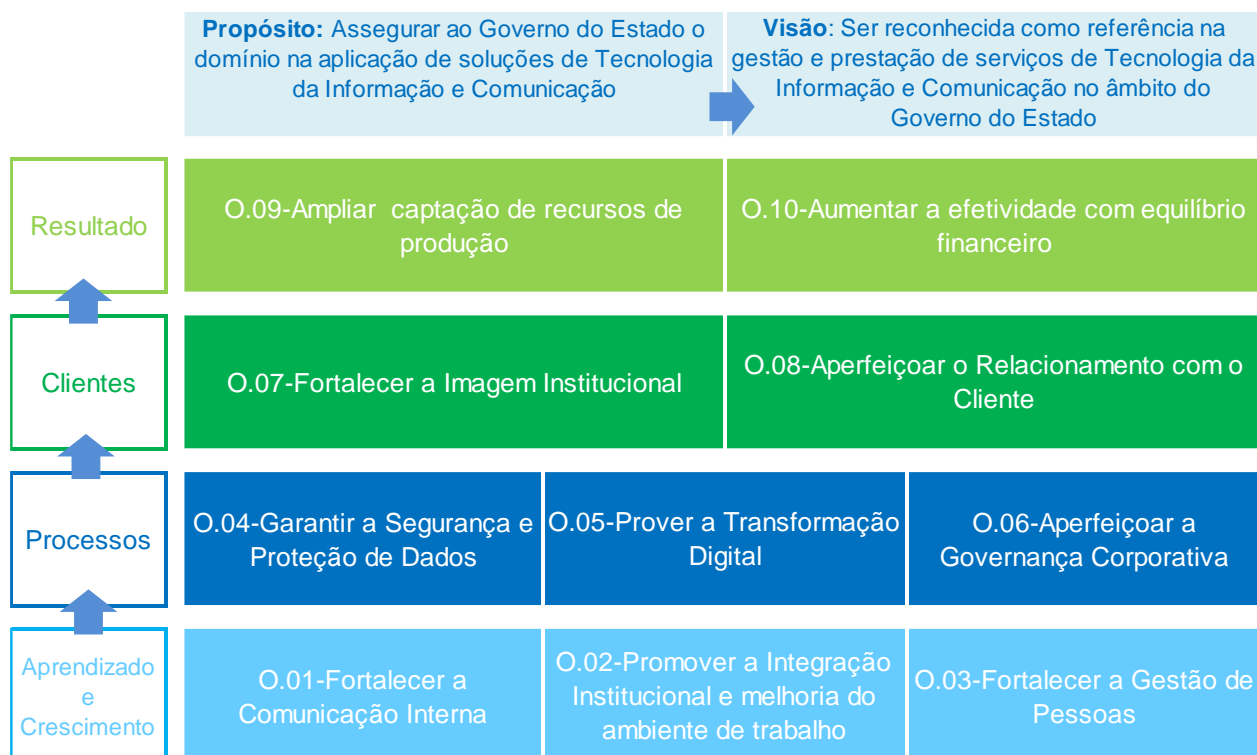 Propósito: Assegurar ao Governo do Estado o
domínio na aplicação de soluções de Tecnologia
da Informação e Comunicação
Visão: Ser reconhecida como referência na
gestão e prestação de serviços de Tecnologia da
Informação e Comunicação no âmbito do
Governo do Estado
Resultado
O.09-Ampliar captação de recursos de
produção
O.10-Aumentar a efetividade com equilíbrio
financeiro
Clientes
O.07-Fortalecer a Imagem Institucional
O.08-Aperfeiçoar o Relacionamento com o
Cliente
Processos
O.04-Garantir a Segurança e
Proteção de Dados
O.05-Prover a Transformação
Digital
O.06-Aperfeiçoar a
Governança Corporativa
Aprendizado
e
Crescimento
O.01-Fortalecer a
Comunicação Interna
O.02-Promover a Integração
Institucional e melhoria do
ambiente de trabalho
O.03-Fortalecer a Gestão de
Pessoas